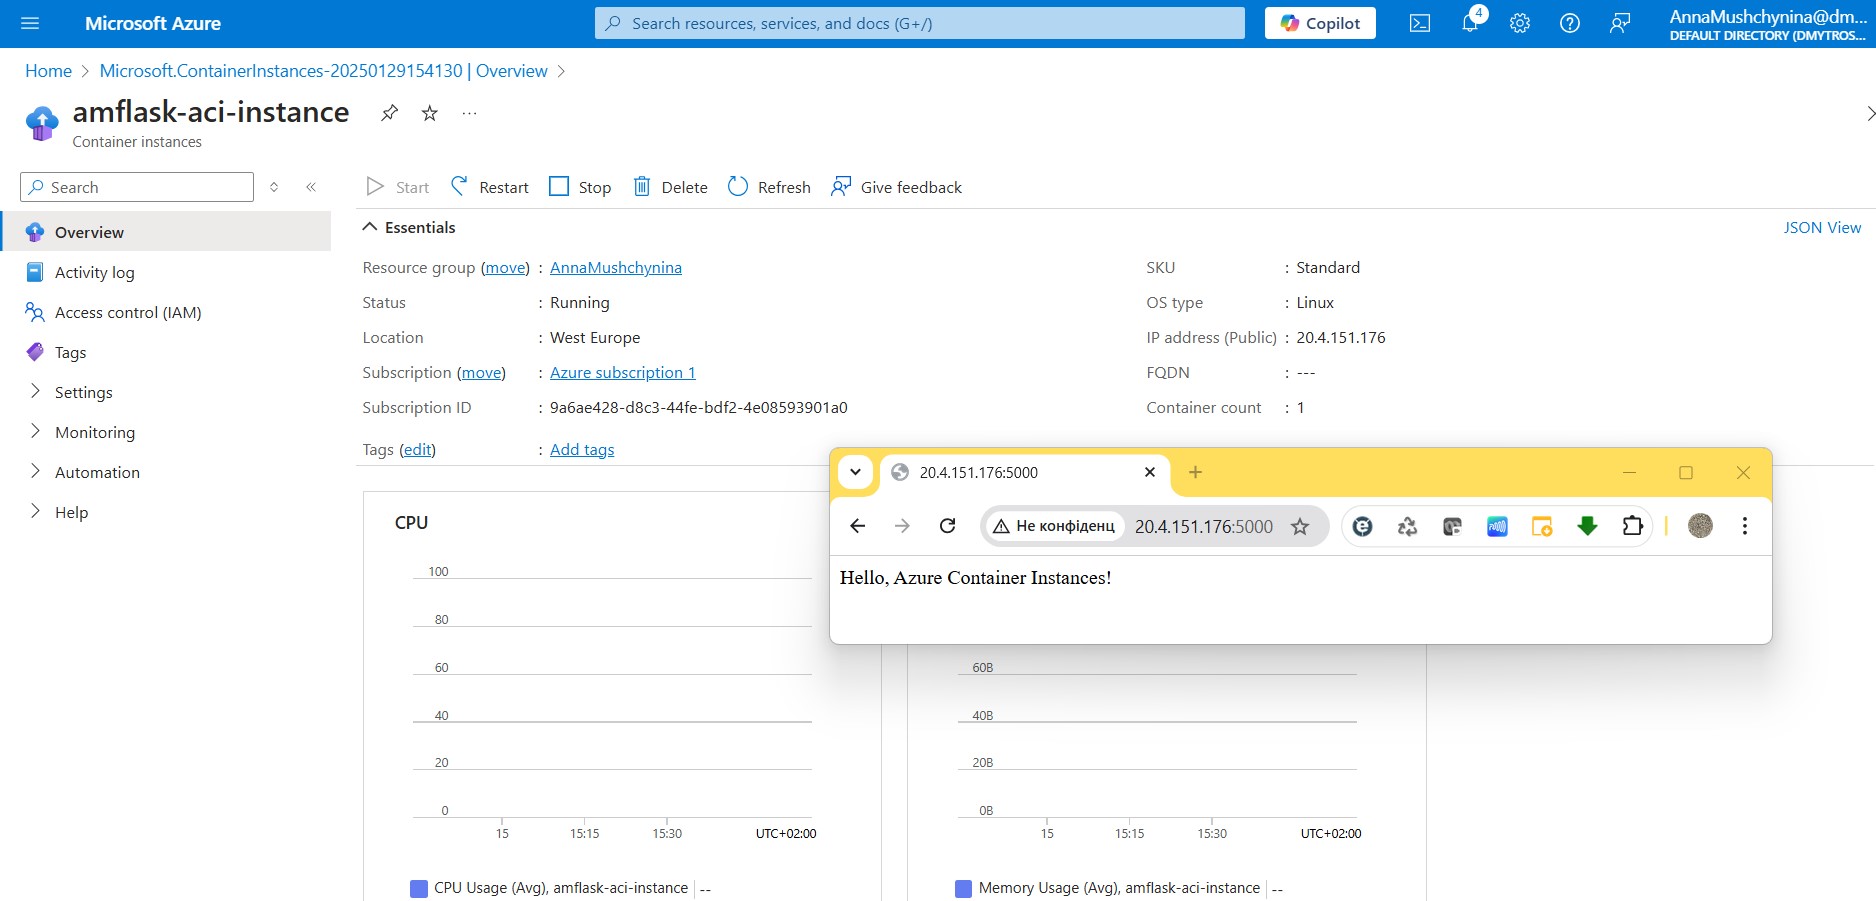 Microsoft Azure
Search resources, services, and docs (G+/)
Copilot
4
AnnaMushchynina@dm...
DEFAULT DIRECTORY (DMYTROS...
Home > Microsoft.ContainerInstances-20250129154130 | Overview >
amflask-aci-instance
Container instances
Search
Start Restart Stop Delete Refresh Give feedback
Overview
Activity log
Access control (IAM)
Tags
Settings
Monitoring
Automation
Help
Essentials
JSON View
Resource group (move) : AnnaMushchynina
Status : Running
Location : West Europe
Subscription (move) : Azure subscription 1
Subscription ID : 9a6ae428-d8c3-44fe-bdf2-4e08593901a0
Tags (edit) : Add tags
SKU : Standard
OS type : Linux
IP address (Public) : 20.4.151.176
FQDN : ---
Container count : 1
20.4.151.176:5000
Не конфіденц 20.4.151.176:5000
Hello, Azure Container Instances!
CPU
100
80
60
40
20
0
15 15:15 15:30 UTC+02:00
CPU Usage (Avg), amflask-aci-instance --
60B
40B
20B
0B
15 15:15 15:30 UTC+02:00
Memory Usage (Avg), amflask-aci-instance --